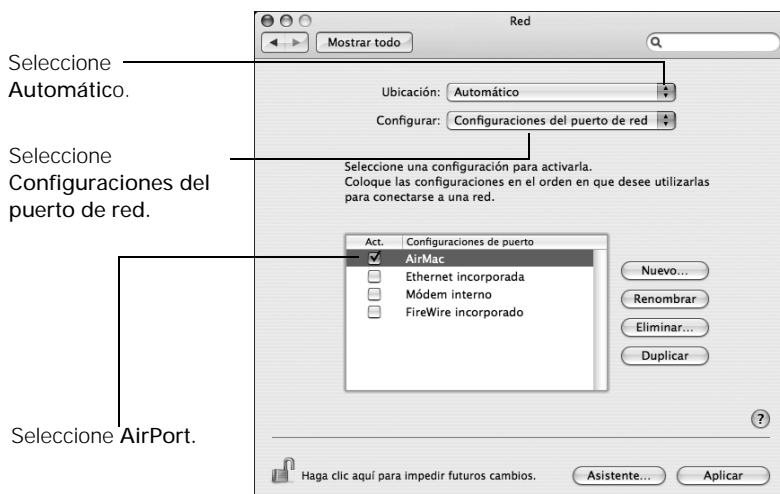 Red
Mostrar todo
Seleccione
Automático.
Ubicación: Automático
Configurar: Configuraciones del puerto de red
Seleccione
Configuraciones del
puerto de red.
Seleccione una configuración para activarla.
Coloque las configuraciones en el orden en que desee utilizarlas
para conectarse a una red.
Act. Configuraciones de puerto
AirMac
Ethernet incorporada
Módem interno
FireWire incorporado
Nuevo...
Renombrar
Eliminar...
Duplicar
Seleccione AirPort.
?
Haga clic aquí para impedir futuros cambios.
Asistente...
Aplicar